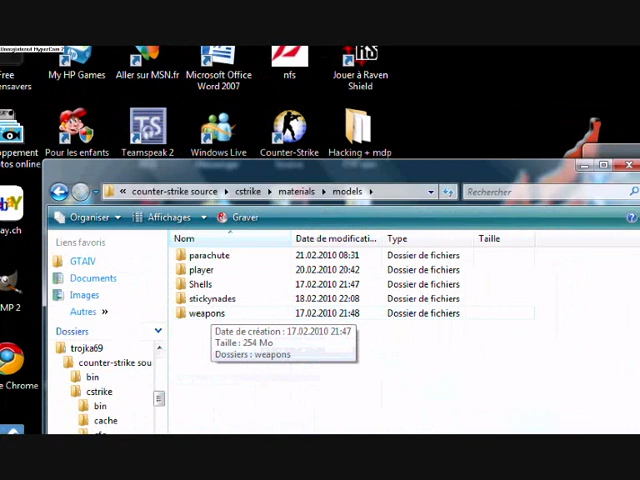 Unregistered HyperCam 2
Free
ensavers
My HP Games
Aller sur MSN.fr
Microsoft Office
Word 2007
nfs
Jouer à Raven
Shield
oppement
otos online
Pour les enfants
Teamspeak 2
Windows Live
Counter-Strike
Hacking + mdp
ay.ch
MP 2
e Chrome
counter-strike source
cstrike
materials
models
Rechercher
Organiser
Affichages
Graver
Liens favoris
GTAIV
Documents
Images
Autres »
Dossiers
trojka69
counter-strike sou
bin
cstrike
bin
cache
Nom Date de modificati... Type Taille
parachute 21.02.2010 08:31 Dossier de fichiers
player 20.02.2010 20:42 Dossier de fichiers
Shells 17.02.2010 21:47 Dossier de fichiers
stickynades 18.02.2010 22:08 Dossier de fichiers
weapons 17.02.2010 21:48 Dossier de fichiers
Date de création : 17.02.2010 21:47
Taille : 254 Mo
Dossiers : weapons